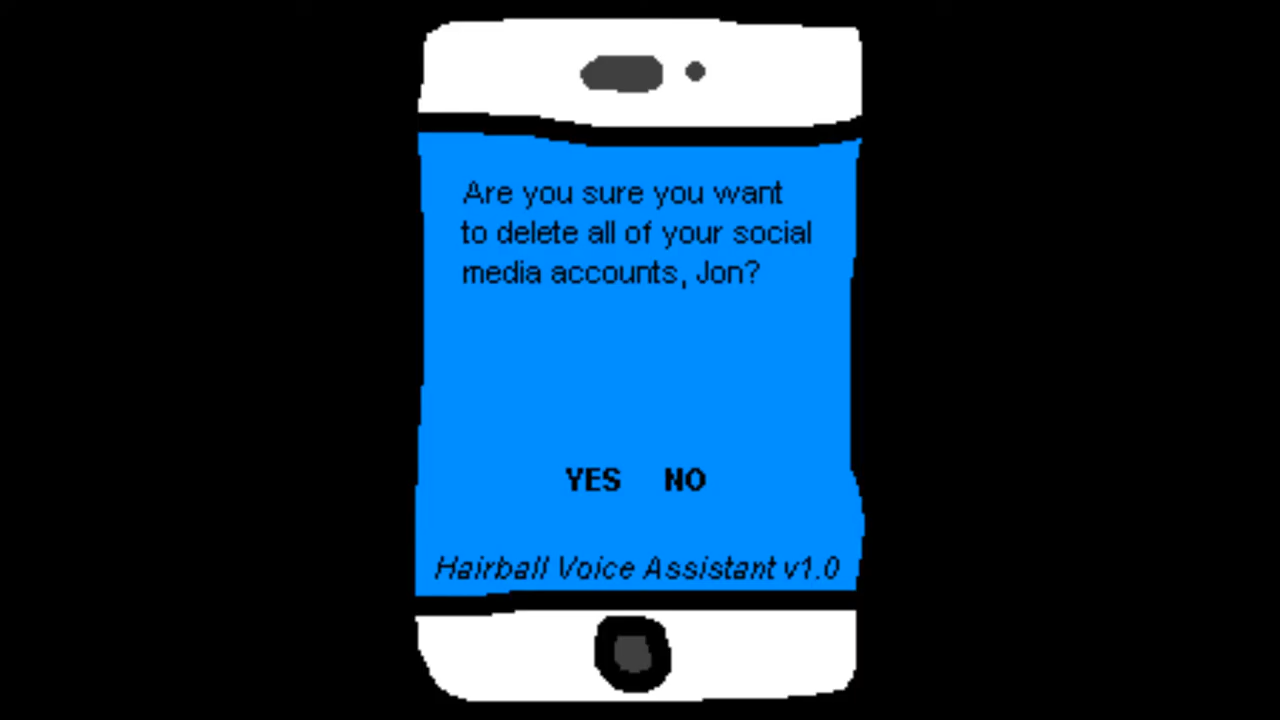 Are you sure you want
to delete all of your social
media accounts, Jon?
YES NO
Hairball Voice Assistant v1.0